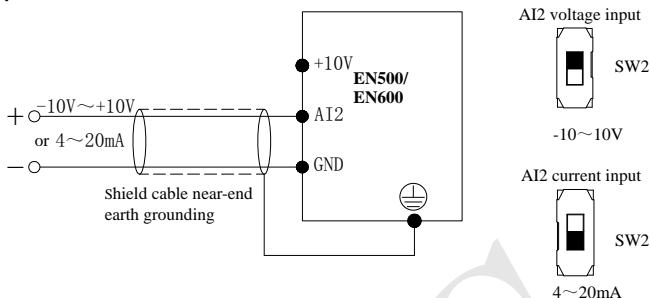 AI2 voltage input
+10V
EN500/
EN600
SW2
-10V～+10V
+
AI2
or 4～20mA
-10～10V
－
GND
Shield cable near-end
earth grounding
AI2 current input
SW2
4～20mA